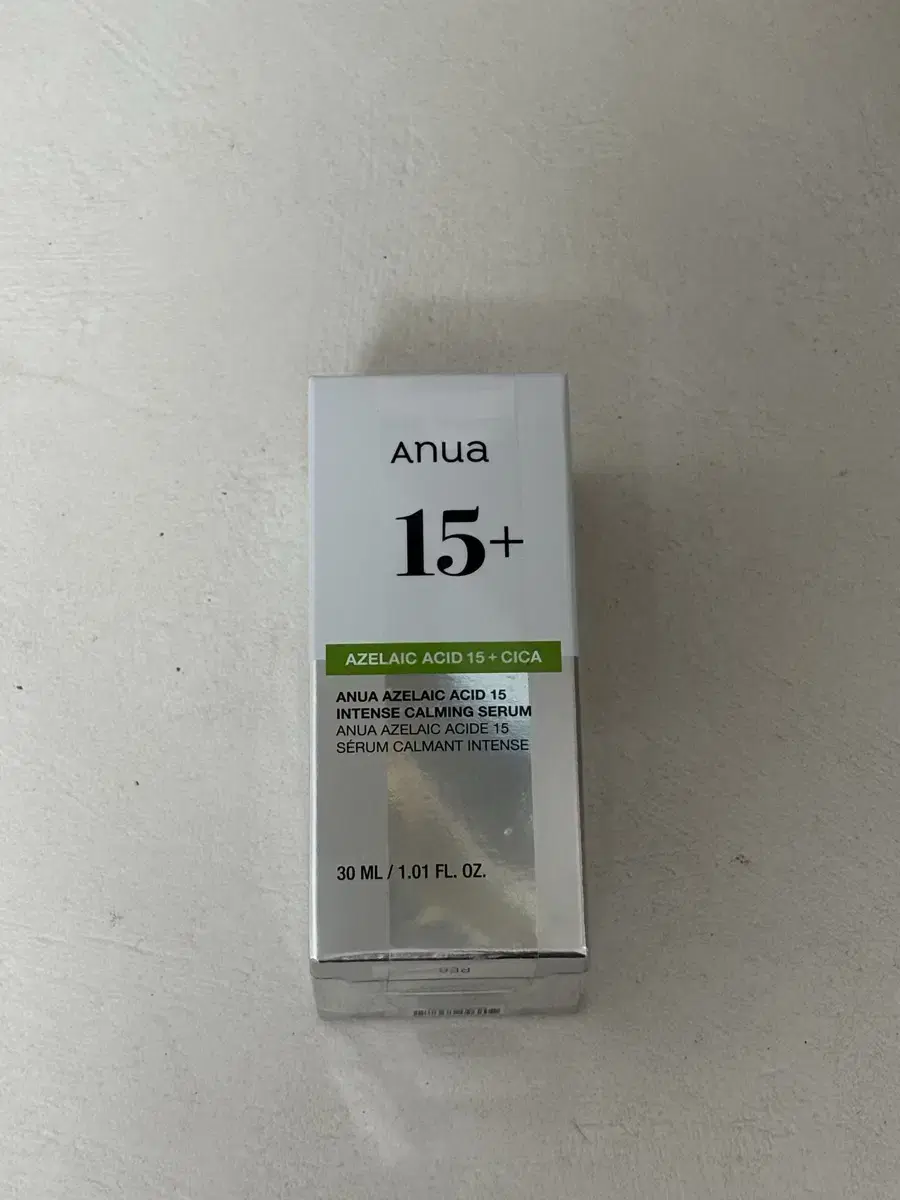 Anua
15+
AZELAIC ACID 15 + CICA
ANUA AZELAIC ACID 15
INTENSE CALMING SERUM
ANUA AZELAIC ACIDE 15
SÉRUM CALMANT INTENSE
30 ML / 1.01 FL. OZ.